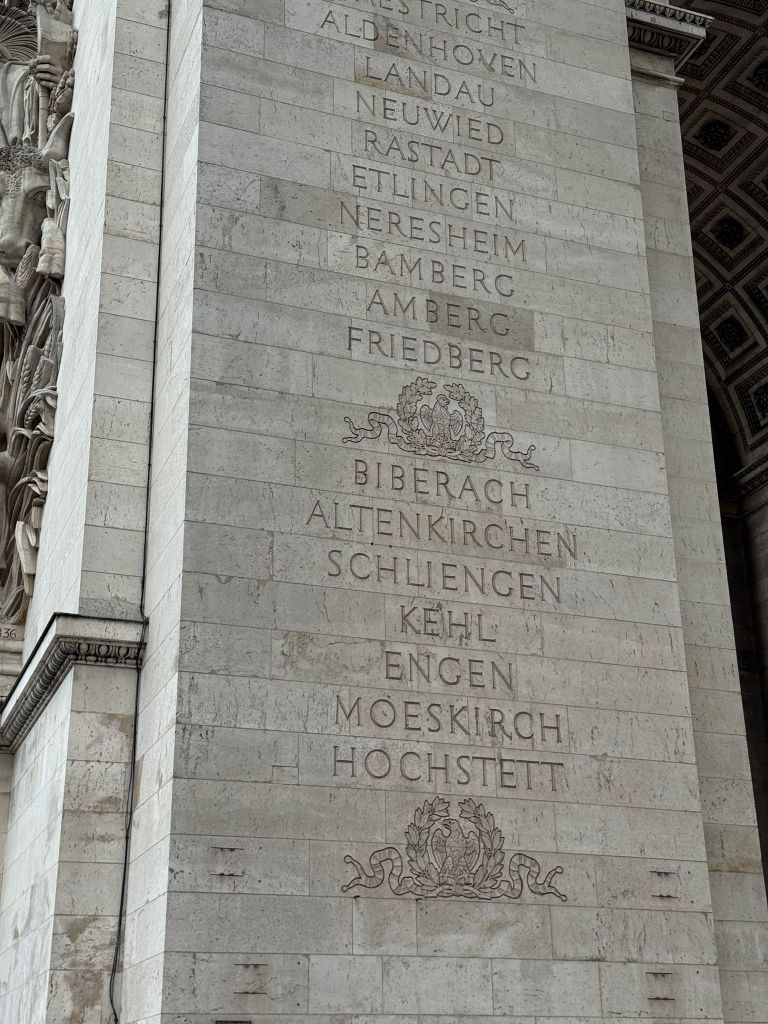 ALDENHOVEN
LANDAU
NEUWIED
RASTADT
ETLINGEN
NERESHEIM
BAMBERG
AMBERG
FRIEDBERG
BIBERACH
ALTENKIRCHEN
SCHLIENGEN
KEHL
ENGEN
MOESKIRCH
HOCHSTETT